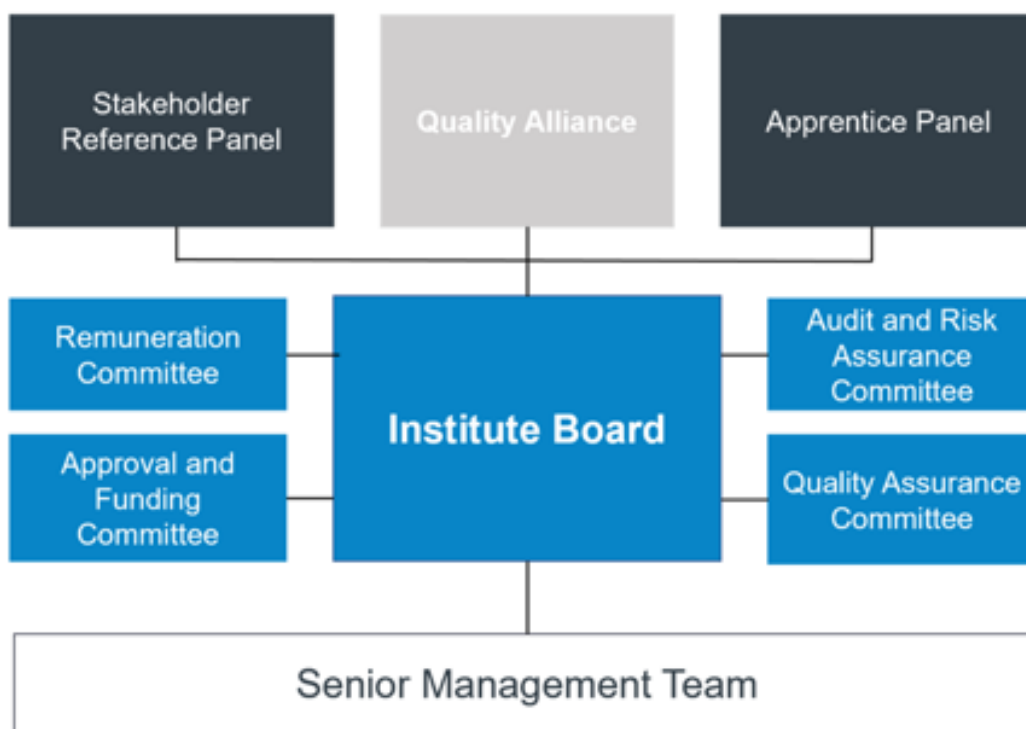 Stakeholder
Reference Panel
Quality Alliance
Apprentice Panel
Remuneration
Committee
Audit and Risk
Assurance
Committee
Institute Board
Approval and
Funding
Committee
Quality Assurance
Committee
Senior Management Team